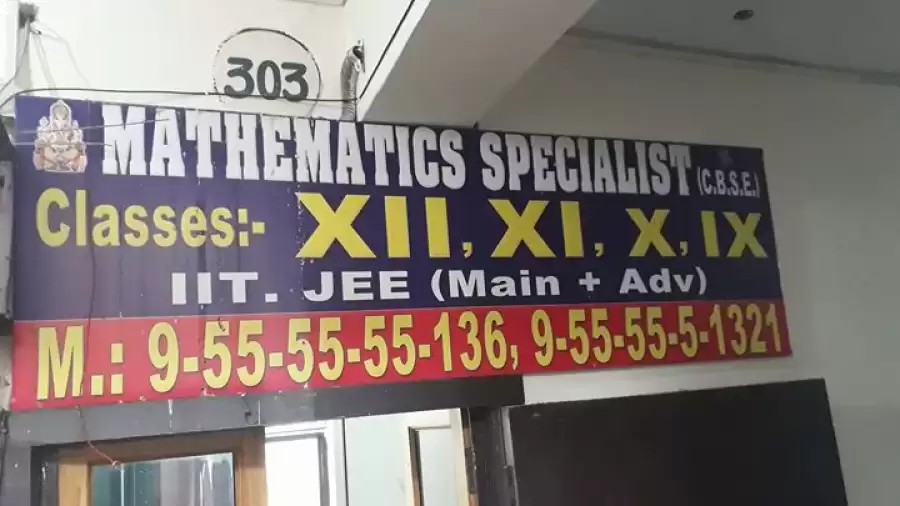 303
MATHEMATICS SPECIALIST (C.B.S.E.)
Classes:- XII, XI, X, IX
IIT. JEE (Main + Adv)
M.: 9-55-55-55-136, 9-55-55-5-1321